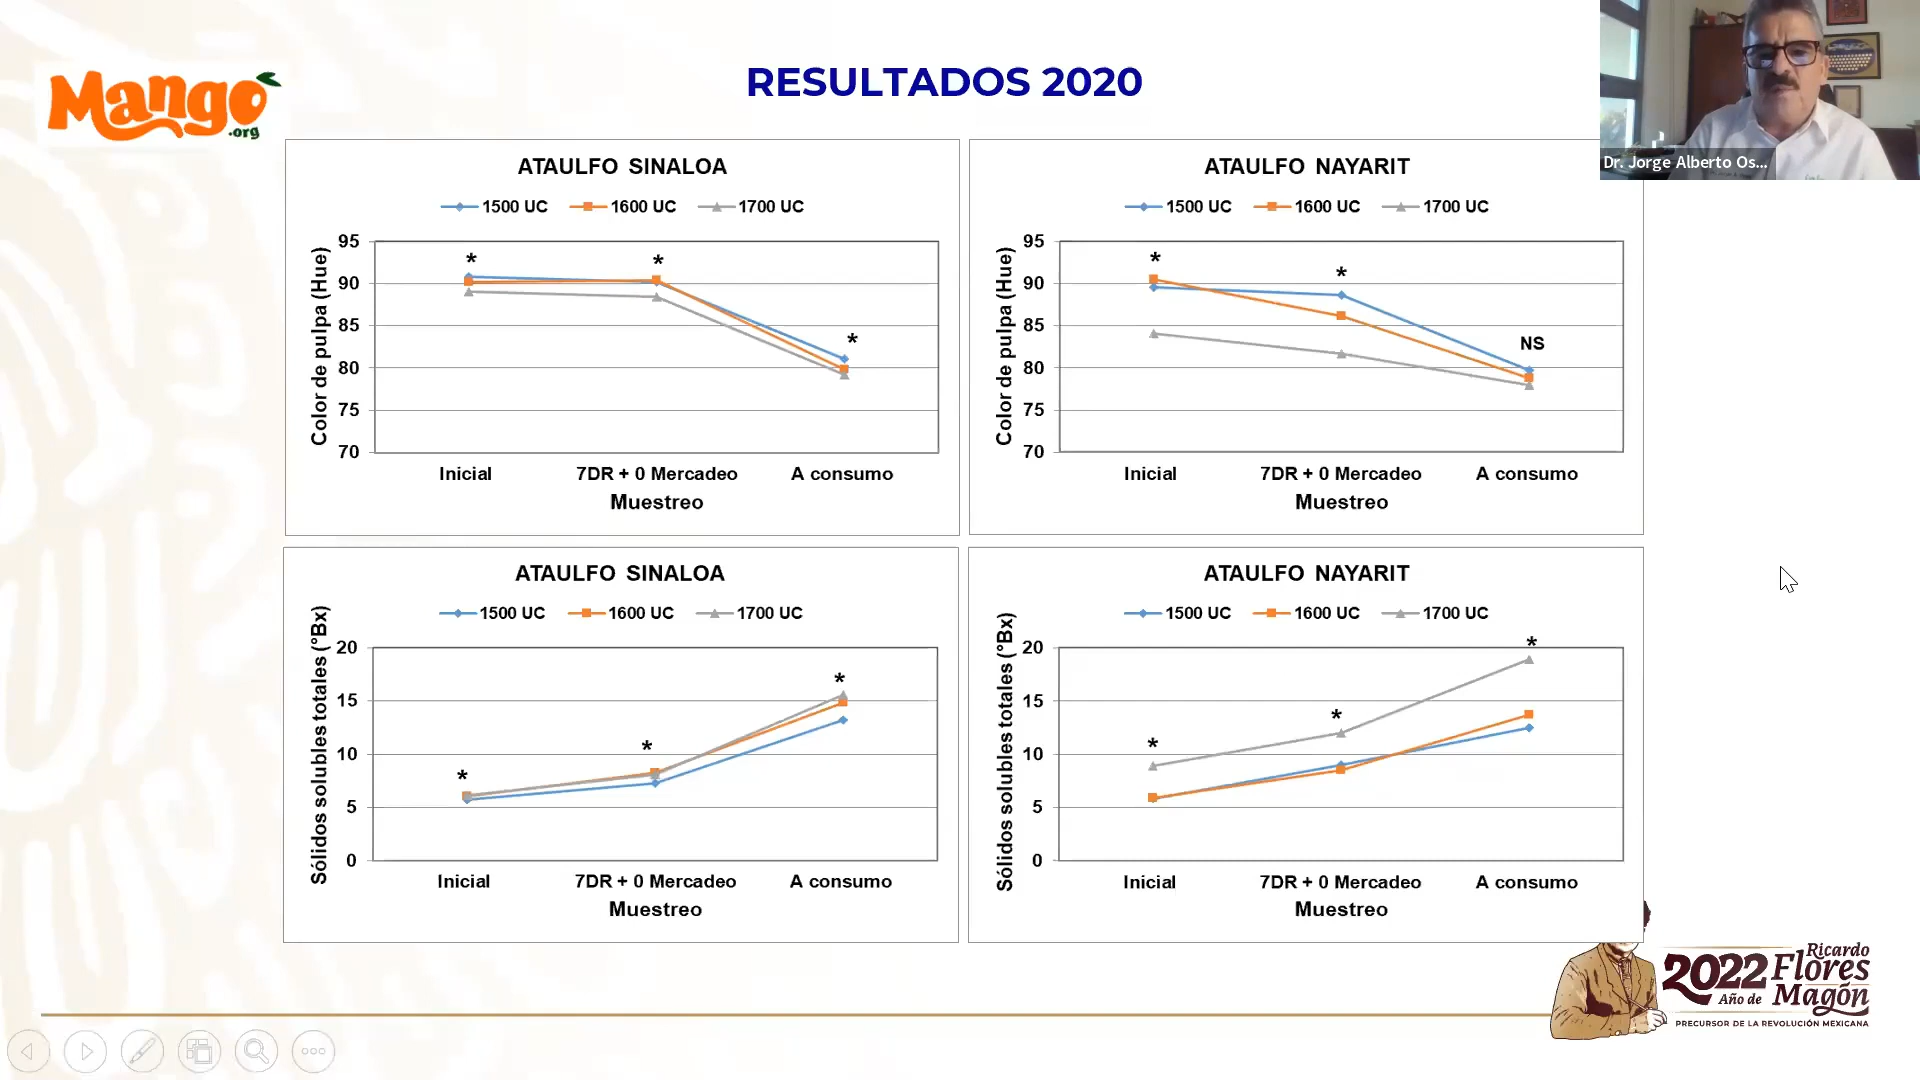 Mango
.org
RESULTADOS 2020
Dr. Jorge Alberto Os...
ATAULFO SINALOA
1500 UC 1600 UC 1700 UC
Color de pulpa (Hue)
95
90
85
80
75
70
* * *
Inicial 7DR + 0 Mercadeo A consumo
Muestreo
ATAULFO NAYARIT
1500 UC 1600 UC 1700 UC
Color de pulpa (Hue)
95
90
85
80
75
70
* * NS
Inicial 7DR + 0 Mercadeo A consumo
Muestreo
ATAULFO SINALOA
1500 UC 1600 UC 1700 UC
Sólidos solubles totales (°Bx)
20
15
10
5
0
* * *
Inicial 7DR + 0 Mercadeo A consumo
Muestreo
ATAULFO NAYARIT
1500 UC 1600 UC 1700 UC
Sólidos solubles totales (°Bx)
20
15
10
5
0
* * *
Inicial 7DR + 0 Mercadeo A consumo
Muestreo
2022 Ricardo
Flores
Año de Magón
PRECURSOR DE LA REVOLUCIÓN MEXICANA